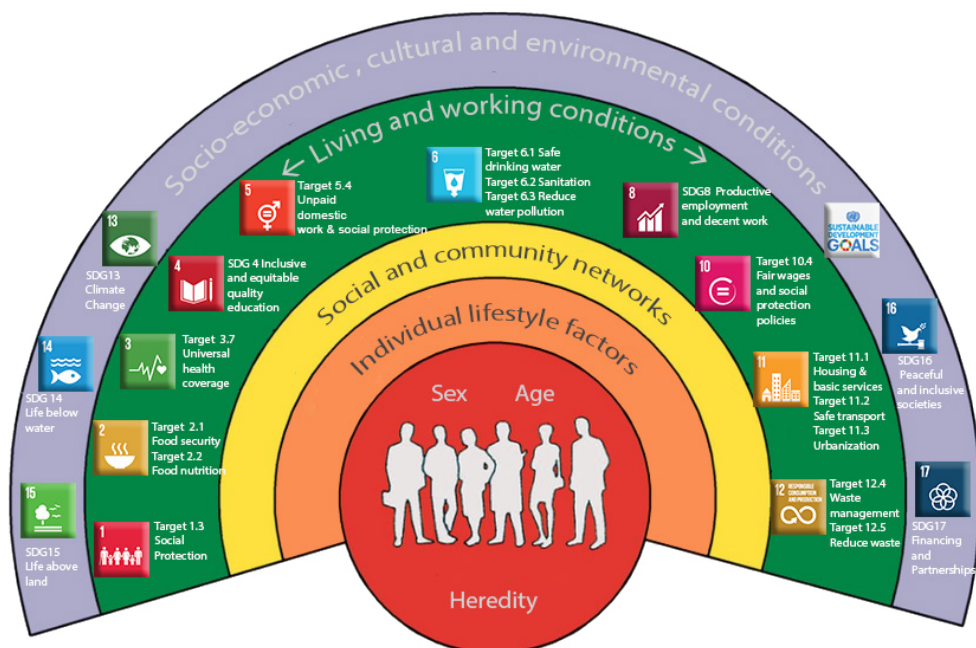 Socio-economic , cultural and environmental conditions
← Living and working conditions →
Social and community networks
Individual lifestyle factors
Sex Age
Heredity
15
SDG15
Life above
land
14
SDG 14
Life below
water
13
SDG13
Climate
Change
1
Target 1.3
Social
Protection
2
Target 2.1
Food security
Target 2.2
Food nutrition
3
Target 3.7
Universal
health
coverage
4
SDG 4 Inclusive
and equitable
quality
education
5
Target 5.4
Unpaid
domestic
work & social protection
6
Target 6.1 Safe
drinking water
Target 6.2 Sanitation
Target 6.3 Reduce
water pollution
8
SDG8 Productive
employment
and decent work
10
Target 10.4
Fair wages
and social
protection
policies
11
Target 11.1
Housing &
basic services
Target 11.2
Safe transport
Target 11.3
Urbanization
12 RESPONSIBLE
CONSUMPTION
AND PRODUCTION
Target 12.4
Waste
management
Target 12.5
Reduce waste
SUSTAINABLE
DEVELOPMENT
GOALS
16
SDG16
Peaceful
and inclusive
societies
17
SDG17
Financing
and
Partnerships